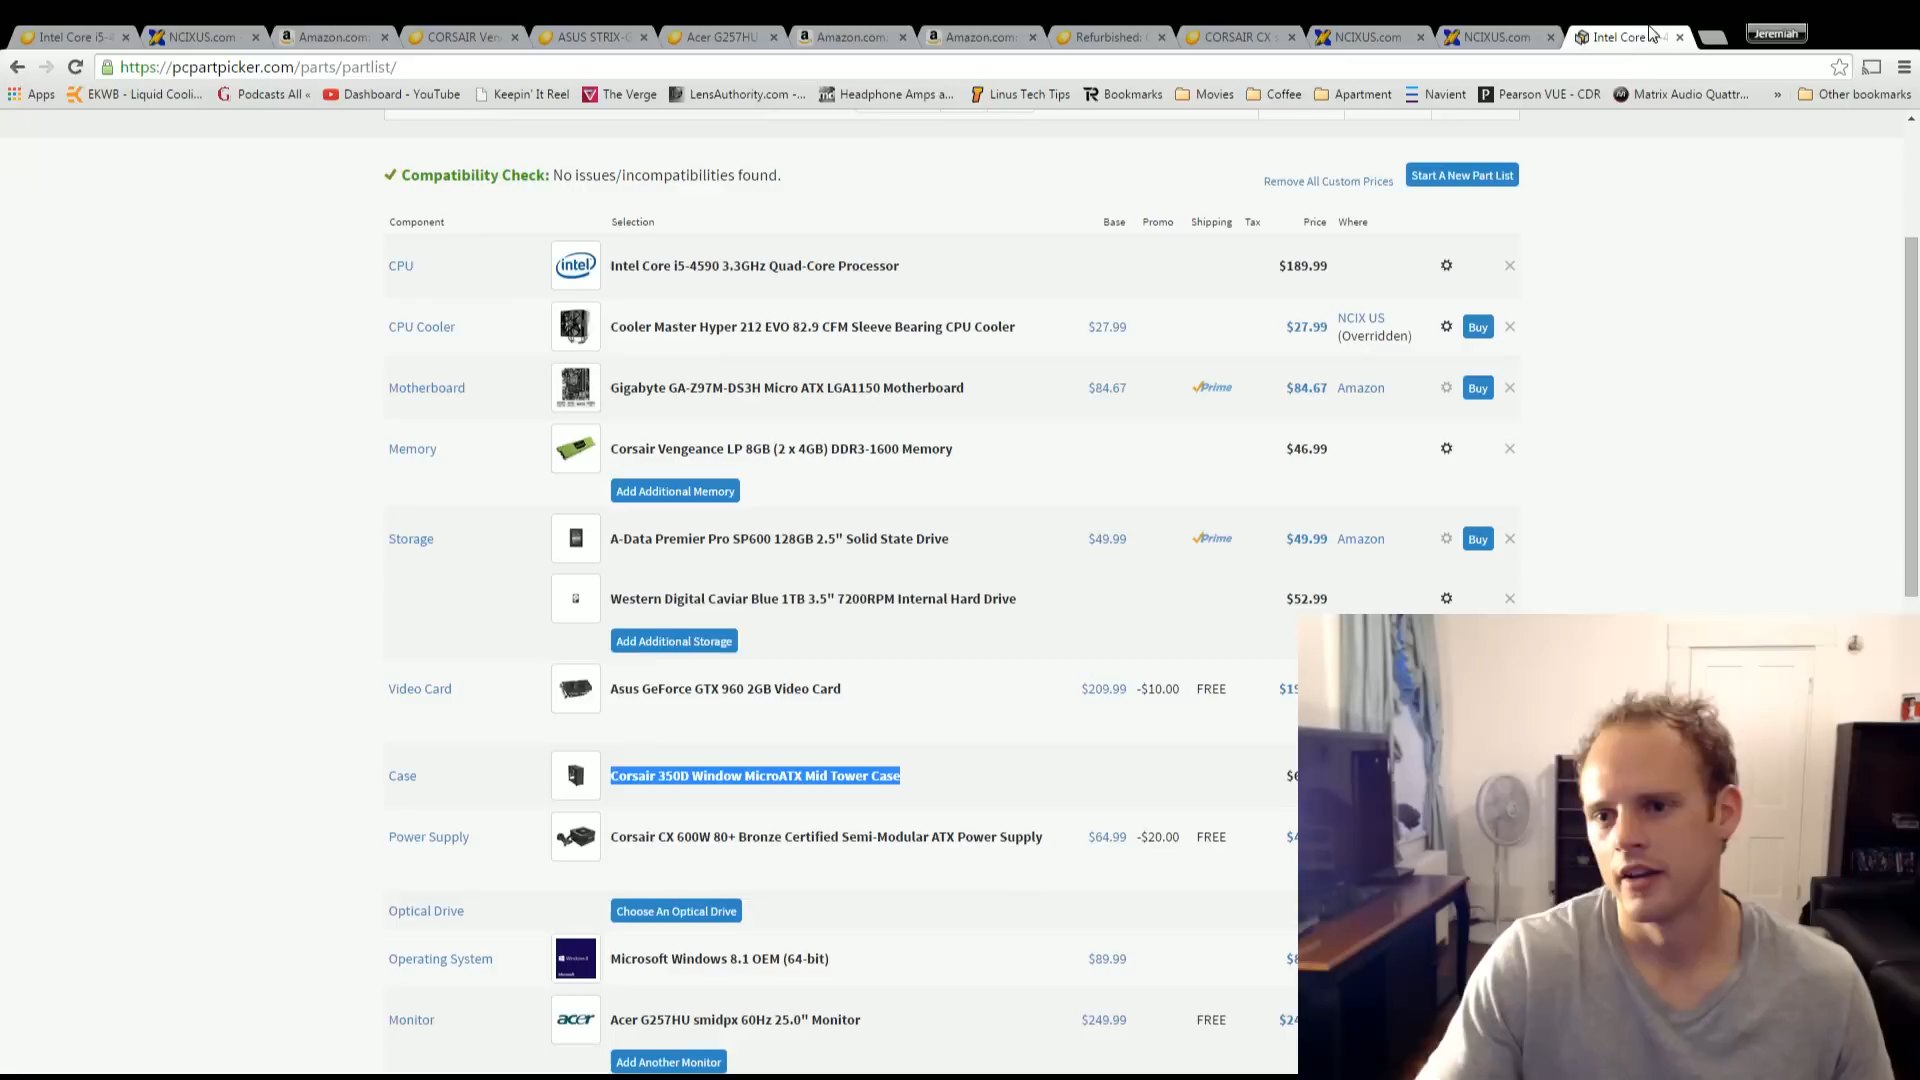 Intel Core i5-4
NCIXUS.com
Amazon.com:
CORSAIR Ven
ASUS STRIX-G
Acer G257HU
Amazon.com:
Amazon.com:
Refurbished:
CORSAIR CX
NCIXUS.com
NCIXUS.com
Intel Core
Jeremiah
https://pcpartpicker.com/parts/partlist/
Apps
EKWB - Liquid Cooli...
Podcasts All «
Dashboard - YouTube
Keepin' It Reel
The Verge
LensAuthority.com -...
Headphone Amps a...
Linus Tech Tips
Bookmarks
Movies
Coffee
Apartment
Navient
Pearson VUE - CDR
Matrix Audio Quattr...
»
Other bookmarks
Compatibility Check: No issues/incompatibilities found.
Remove All Custom Prices
Start A New Part List
Component Selection Base Promo Shipping Tax Price Where
CPU intel Intel Core i5-4590 3.3GHz Quad-Core Processor $189.99
CPU Cooler Cooler Master Hyper 212 EVO 82.9 CFM Sleeve Bearing CPU Cooler $27.99 $27.99 NCIX US
(Overridden)
Buy
Motherboard Gigabyte GA-Z97M-DS3H Micro ATX LGA1150 Motherboard $84.67 Prime $84.67 Amazon Buy
Memory Corsair Vengeance LP 8GB (2 x 4GB) DDR3-1600 Memory $46.99
Add Additional Memory
Storage A-Data Premier Pro SP600 128GB 2.5" Solid State Drive $49.99 Prime $49.99 Amazon Buy
Western Digital Caviar Blue 1TB 3.5" 7200RPM Internal Hard Drive $52.99
Add Additional Storage
Video Card Asus GeForce GTX 960 2GB Video Card $209.99 -$10.00 FREE $19
Case Corsair 350D Window MicroATX Mid Tower Case
Power Supply Corsair CX 600W 80+ Bronze Certified Semi-Modular ATX Power Supply $64.99 -$20.00 FREE
Optical Drive Choose An Optical Drive
Operating System Microsoft Windows 8.1 OEM (64-bit) $89.99
Monitor acer Acer G257HU smidpx 60Hz 25.0" Monitor $249.99 FREE $24
Add Another Monitor